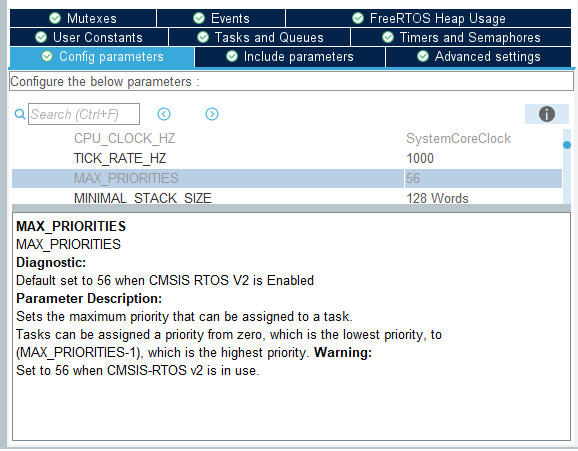 Mutexes Events FreeRTOS Heap Usage
User Constants Tasks and Queues Timers and Semaphores
Config parameters Include parameters Advanced settings
Configure the below parameters :
Search (Ctrl+F)
CPU_CLOCK_HZ SystemCoreClock
TICK_RATE_HZ 1000
MAX_PRIORITIES 56
MINIMAL_STACK_SIZE 128 Words
MAX_PRIORITIES
MAX_PRIORITIES
Diagnostic:
Default set to 56 when CMSIS RTOS V2 is Enabled
Parameter Description:
Sets the maximum priority that can be assigned to a task.
Tasks can be assigned a priority from zero, which is the lowest priority, to
(MAX_PRIORITIES-1), which is the highest priority. Warning:
Set to 56 when CMSIS-RTOS v2 is in use.